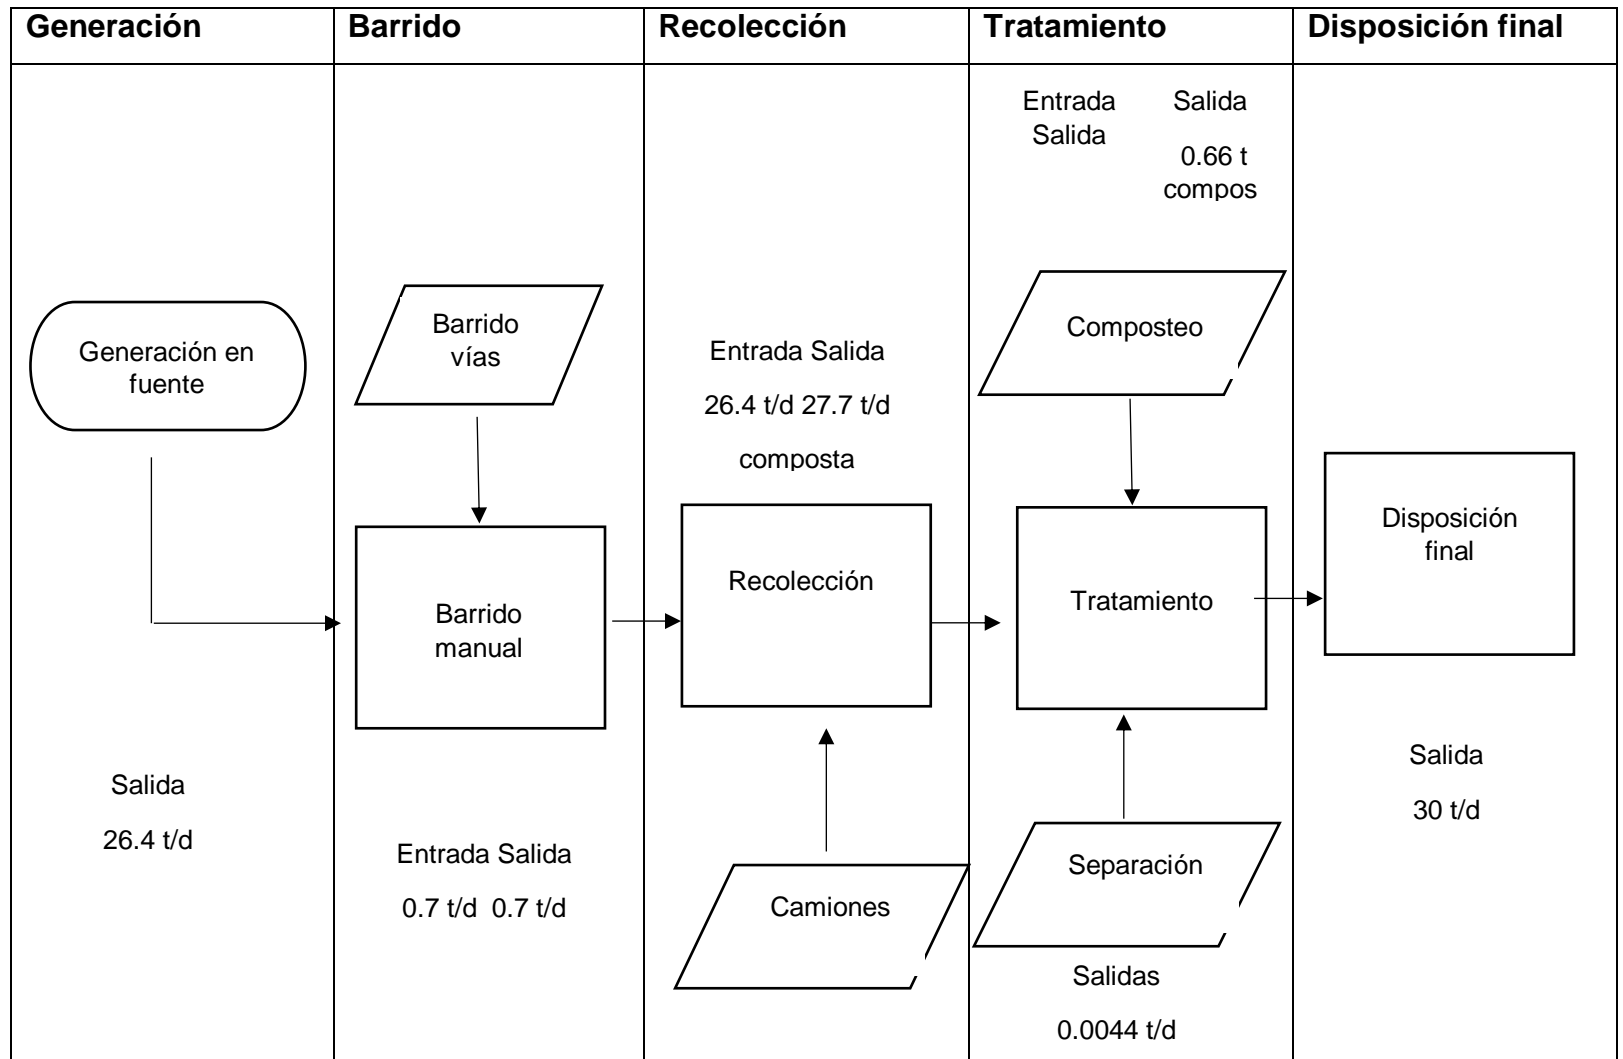 Generación
Barrido
Recolección
Tratamiento
Disposición final
Generación en
fuente
Salida
26.4 t/d
Barrido
vías
Barrido
manual
Entrada Salida
0.7 t/d 0.7 t/d
Entrada Salida
26.4 t/d 27.7 t/d
composta
Recolección
Camiones
Entrada
Salida
Salida
0.66 t
compos
Composteo
Tratamiento
Separación
Salidas
0.0044 t/d
Disposición
final
Salida
30 t/d